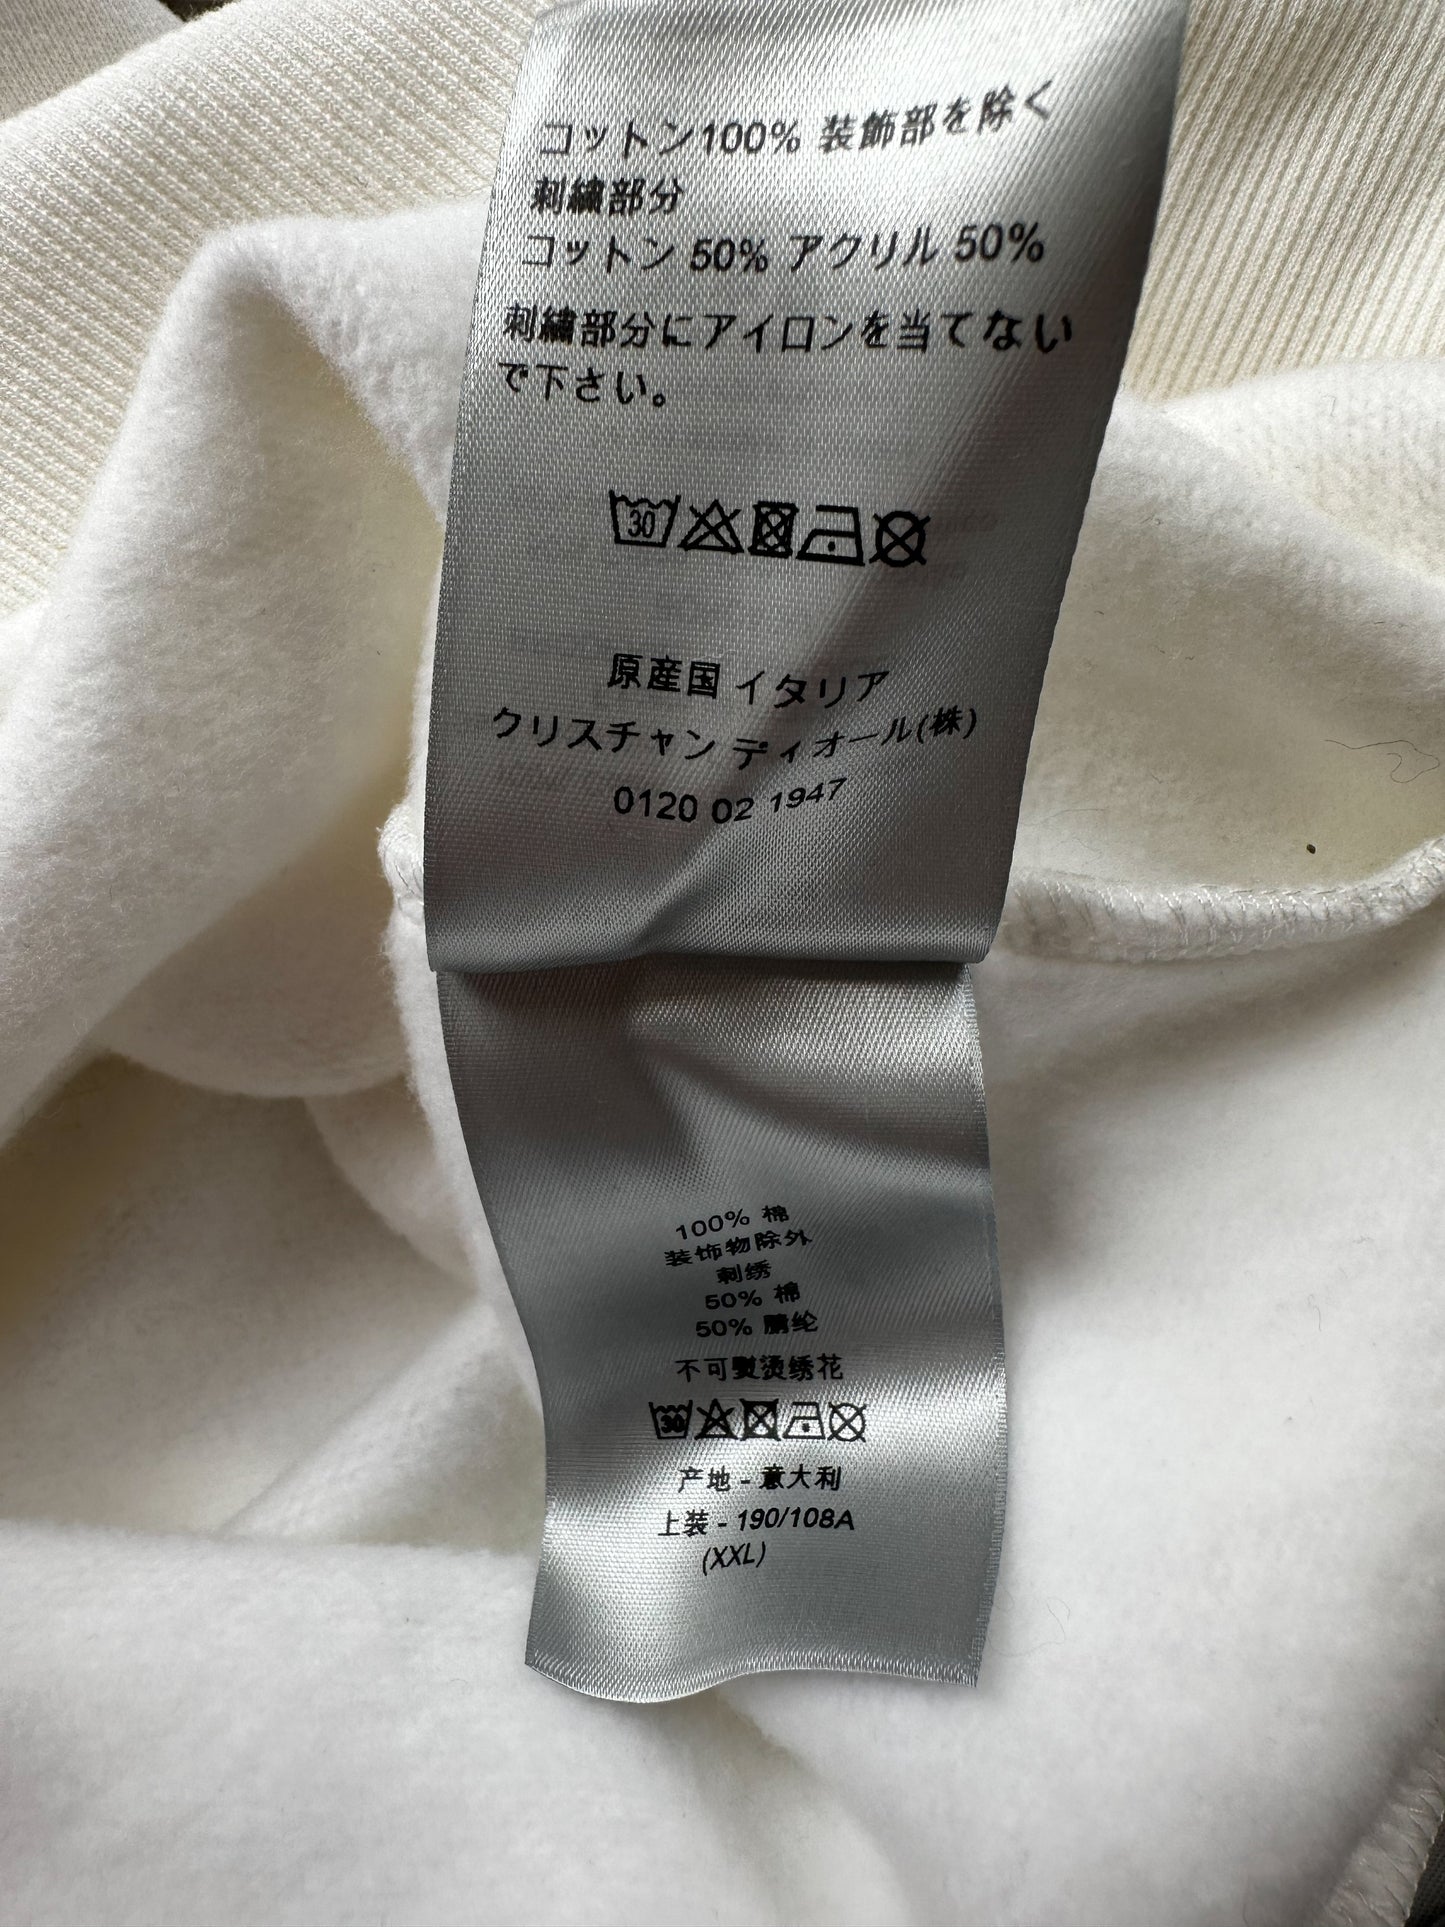 コットン100% 装飾部を除く
刺繍部分
コットン 50% アクリル 50%
刺繍部分にアイロンを当てない
で下さい。
30
原産国 イタリア
クリスチャン ディオール(株)
0120 02 1947
100% 棉
装饰物除外
刺绣
50% 棉
50% 腈纶
不可熨烫绣花
30
产地 - 意大利
上装 - 190/108A
(XXL)